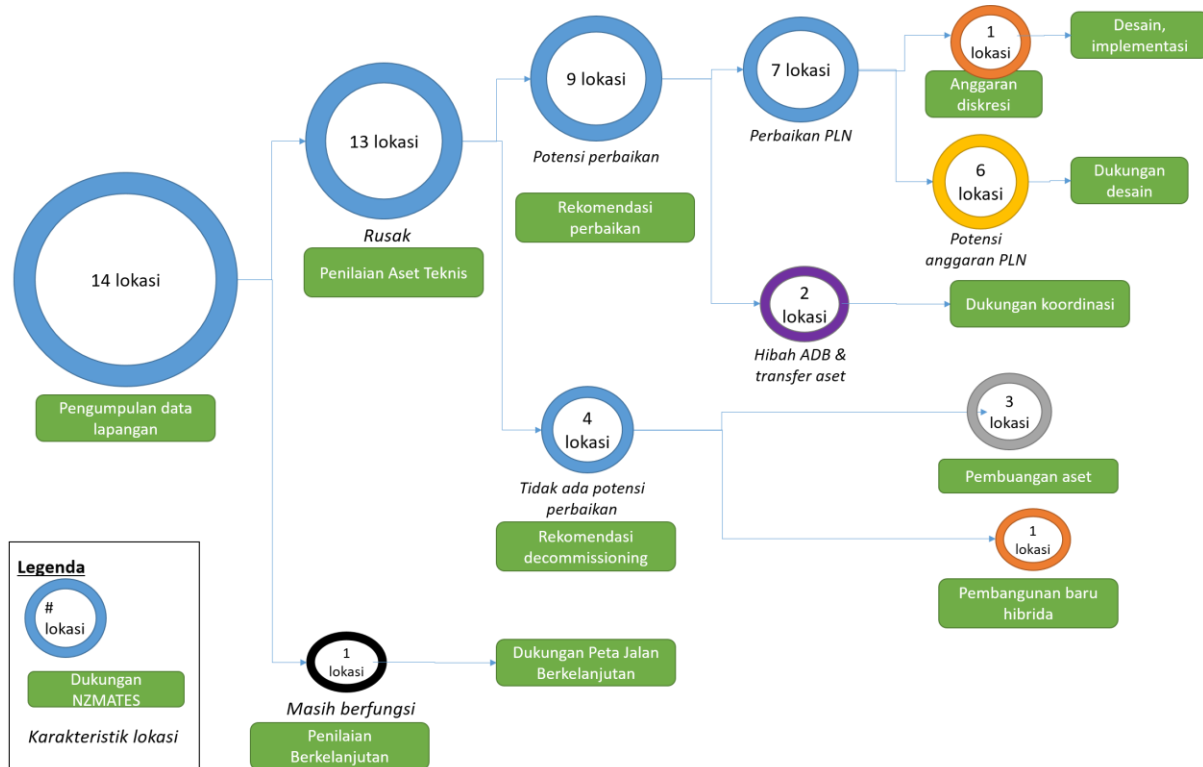 14 lokasi
Pengumpulan data
lapangan
13 lokasi
Rusak
Penilaian Aset Teknis
9 lokasi
Potensi perbaikan
Rekomendasi
perbaikan
7 lokasi
Perbaikan PLN
1
lokasi
Anggaran
diskresi
Desain,
implementasi
6
lokasi
Potensi
anggaran PLN
Dukungan
desain
2
lokasi
Hibah ADB &
transfer aset
Dukungan koordinasi
4
lokasi
Tidak ada potensi
perbaikan
Rekomendasi
decommissioning
3
lokasi
Pembuangan aset
1
lokasi
Pembangunan baru
hibrida
1
lokasi
Masih berfungsi
Penilaian
Berkelanjutan
Dukungan Peta Jalan
Berkelanjutan
Legenda
#
lokasi
Dukungan
NZMATES
Karakteristik lokasi